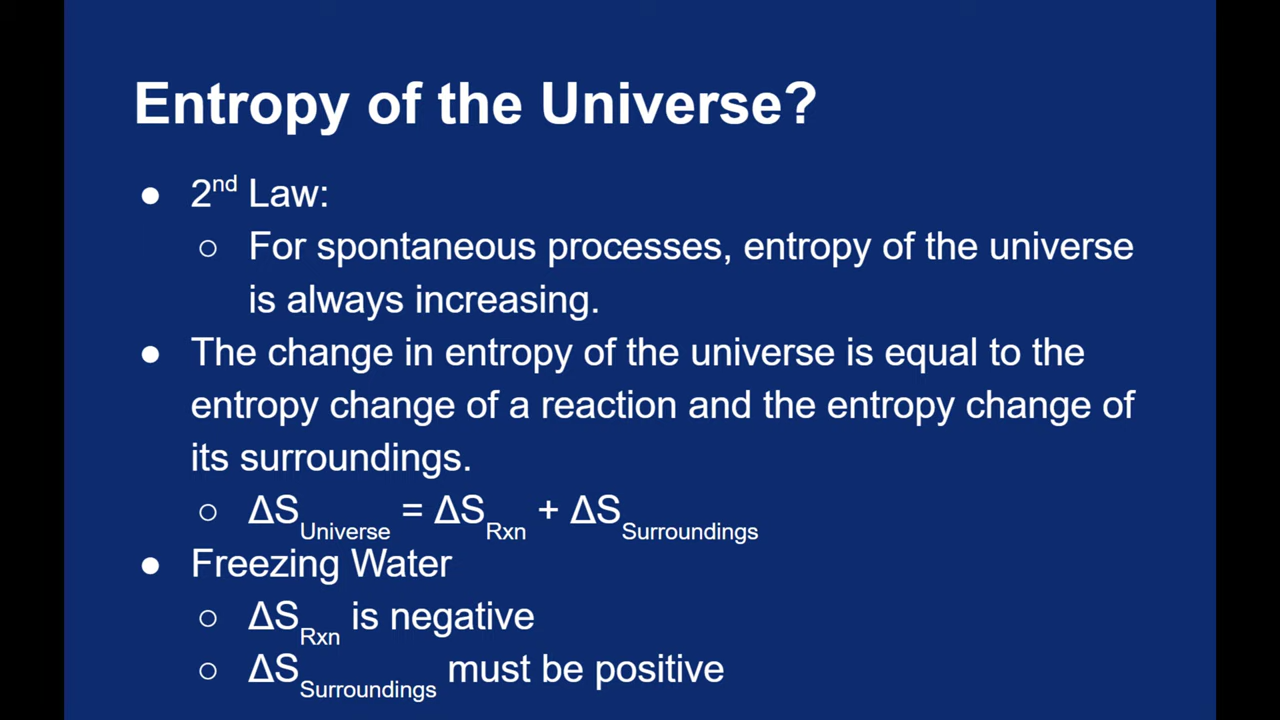 Entropy of the Universe?
● 2nd Law:
○ For spontaneous processes, entropy of the universe
is always increasing.
● The change in entropy of the universe is equal to the
entropy change of a reaction and the entropy change of
its surroundings.
○ ΔSUniverse = ΔSRxn + ΔSSurroundings
● Freezing Water
○ ΔSRxn is negative
○ ΔSSurroundings must be positive